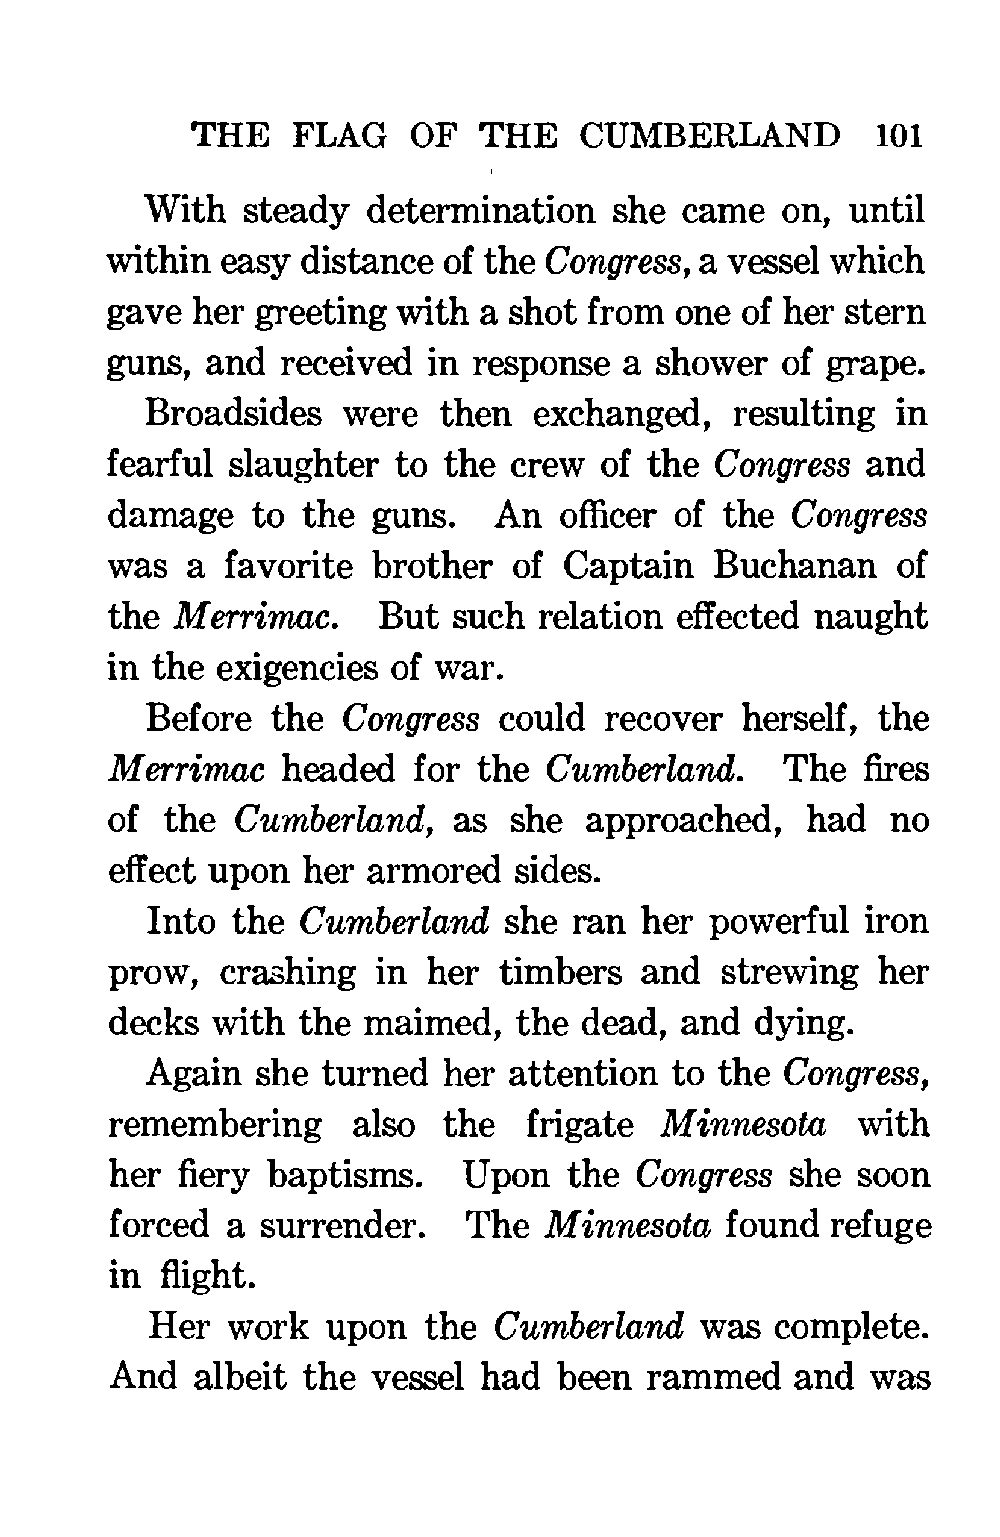 THE FLAG OF THE CUMBERLAND 101
With steady determination she came on, until
within easy distance of the Congress, a vessel which
gave her greeting with a shot from one of her stern
guns, and received in response a shower of grape.
Broadsides were then exchanged, resulting in
fearful slaughter to the crew of the Congress and
damage to the guns. An officer of the Congress
was a favorite brother of Captain Buchanan of
the Merrimac. But such relation effected naught
in the exigencies of war.
Before the Congress could recover herself, the
Merrimac headed for the Cumberland. The fires
of the Cumberland, as she approached, had no
effect upon her armored sides.
Into the Cumberland she ran her powerful iron
prow, crashing in her timbers and strewing her
decks with the maimed, the dead, and dying.
Again she turned her attention to the Congress,
remembering also the frigate Minnesota with
her fiery baptisms. Upon the Congress she soon
forced a surrender. The Minnesota found refuge
in flight.
Her work upon the Cumberland was complete.
And albeit the vessel had been rammed and was